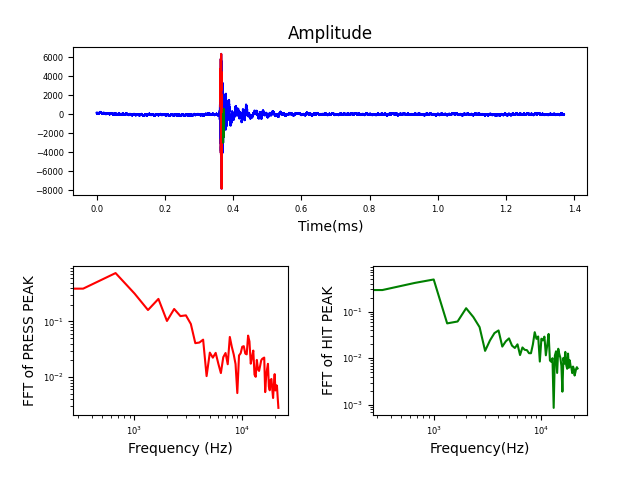 Amplitude
6000
4000
2000
0
−2000
−4000
−6000
−8000
0.0 0.2 0.4 0.6 0.8 1.0 1.2 1.4
Time(ms)
FFT of PRESS PEAK
10⁻¹
10⁻²
10³ 10⁴
Frequency (Hz)
FFT of HIT PEAK
10⁻¹
10⁻²
10⁻³
10³ 10⁴
Frequency(Hz)